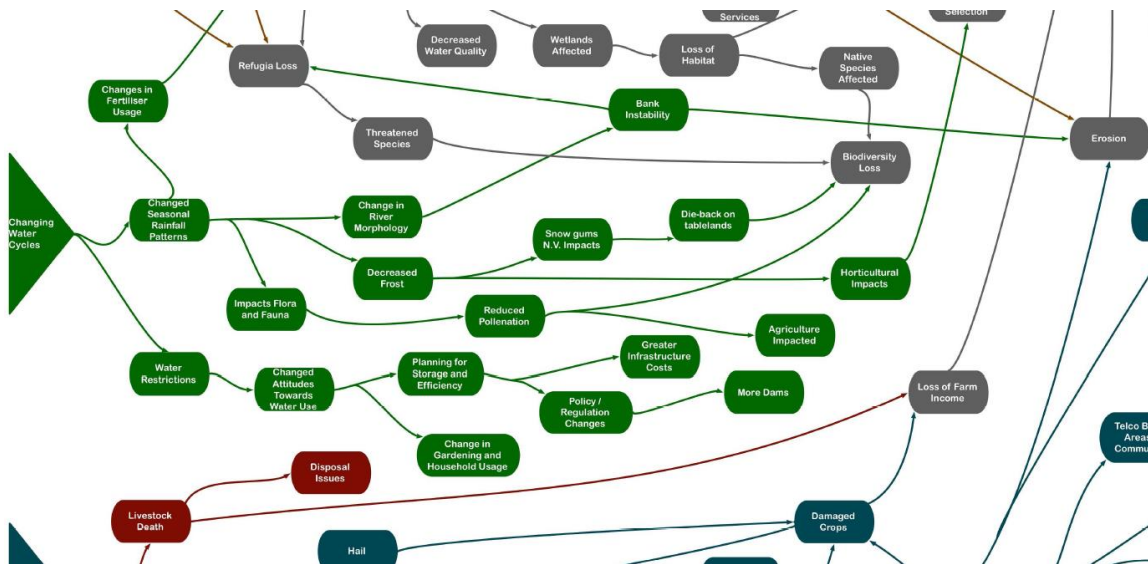 Services
Selection
Decreased
Water Quality
Wetlands
Affected
Loss of
Habitat
Native
Species
Affected
Refugia Loss
Changes in
Fertiliser
Usage
Bank
Instability
Threatened
Species
Erosion
Biodiversity
Loss
Changing
Water
Cycles
Changed
Seasonal
Rainfall
Patterns
Change in
River
Morphology
Die-back on
tablelands
Snow gums
N.V. Impacts
Decreased
Frost
Horticultural
Impacts
Impacts Flora
and Fauna
Reduced
Pollenation
Agriculture
Impacted
Greater
Infrastructure
Costs
Water
Restrictions
Changed
Attitudes
Towards
Water Use
Planning for
Storage and
Efficiency
More Dams
Loss of Farm
Income
Policy /
Regulation
Changes
Change in
Gardening and
Household Usage
Telco B
Areas
Commu
Disposal
Issues
Livestock
Death
Damaged
Crops
Hail